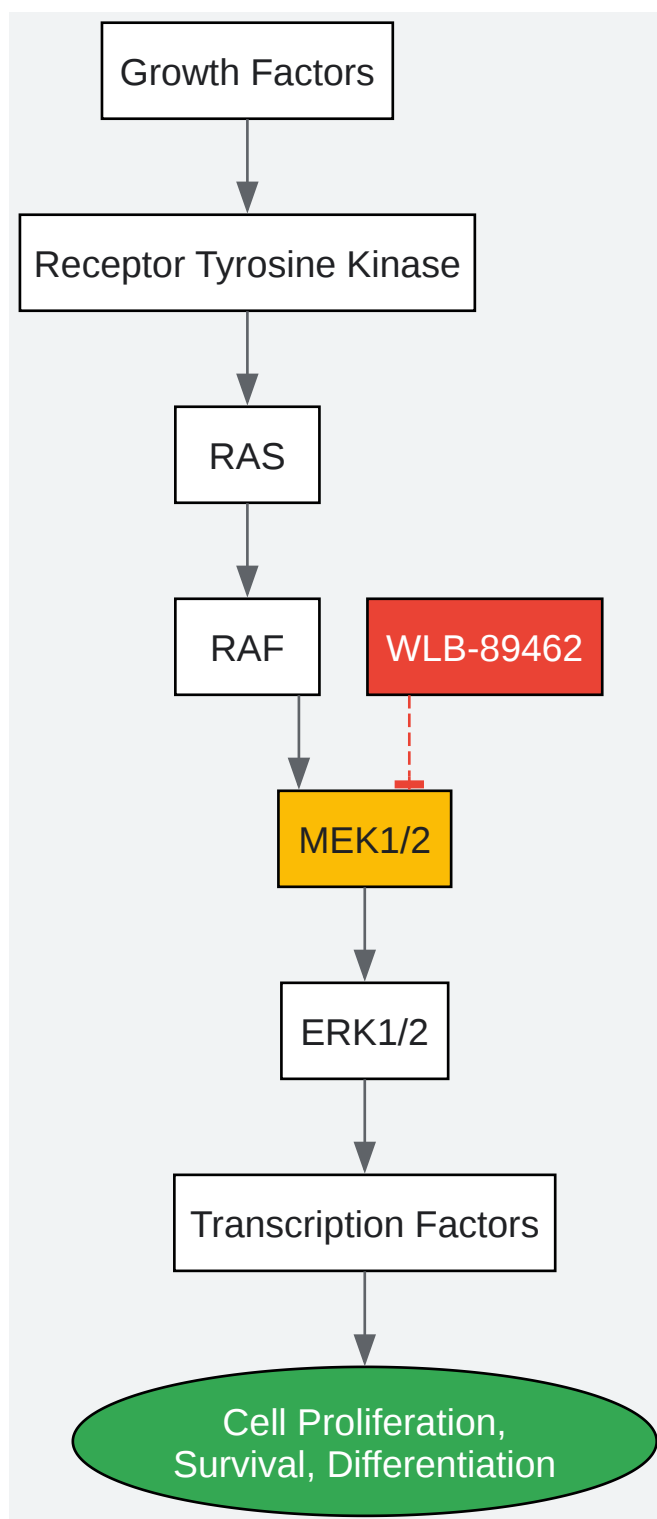 Growth Factors
Receptor Tyrosine Kinase
RAS
RAF
WLB-89462
MEK1/2
ERK1/2
Transcription Factors
Cell Proliferation,
Survival, Differentiation